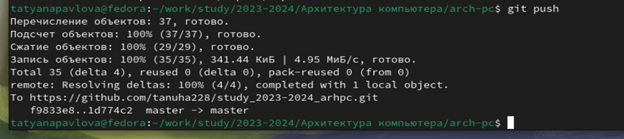 tatyanapavlova@fedora:~/work/study/2023-2024/Архитектура компьютера/arch-pc$ git push
Перечисление объектов: 37, готово.
Подсчет объектов: 100% (37/37), готово.
Сжатие объектов: 100% (29/29), готово.
Запись объектов: 100% (35/35), 341.44 КиБ | 4.95 МиБ/с, готово.
Total 35 (delta 4), reused 0 (delta 0), pack-reused 0 (from 0)
remote: Resolving deltas: 100% (4/4), completed with 1 local object.
To https://github.com/tanuha228/study_2023-2024_arhpc.git
   f9833e8..1d774c2  master -> master
tatyanapavlova@fedora:~/work/study/2023-2024/Архитектура компьютера/arch-pc$